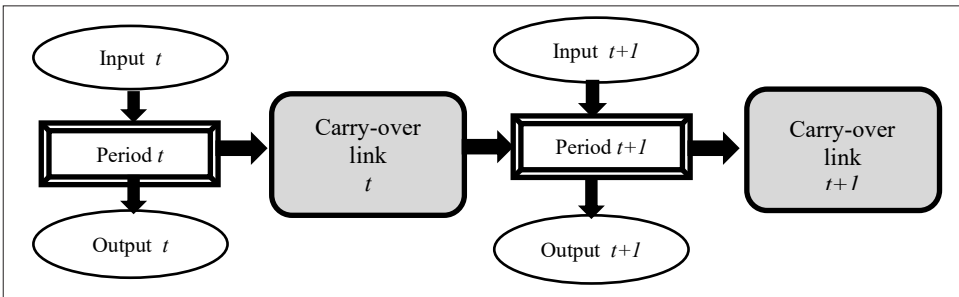 Input t
Period t
Output t
Carry-over
link
t
Input t+1
Period t+1
Output t+1
Carry-over
link
t+1